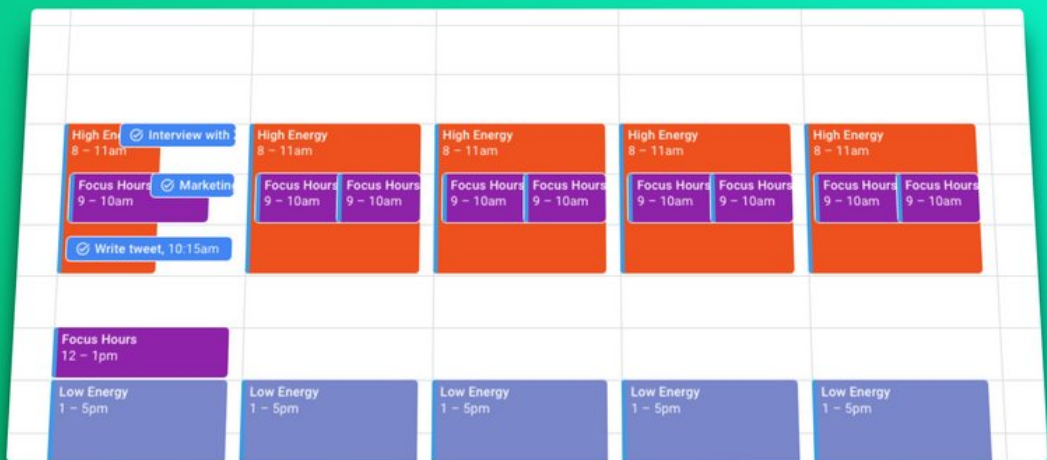 High
Interview with
8 – 11am
Focus Hours
9 – 10am
Write tweet, 10:15am
Focus Hours
12 – 1pm
Low Energy
1 – 5pm
High Energy
8 – 11am
Focus Hours
9 – 10am
Focus Hours
9 – 10am
Low Energy
1 – 5pm
High Energy
8 – 11am
Focus Hours
9 – 10am
Focus Hours
9 – 10am
Low Energy
1 – 5pm
High Energy
8 – 11am
Focus Hours
9 – 10am
Focus Hours
9 – 10am
Low Energy
1 – 5pm
High Energy
8 – 11am
Focus Hours
9 – 10am
Focus Hours
9 – 10am
Low Energy
1 – 5pm